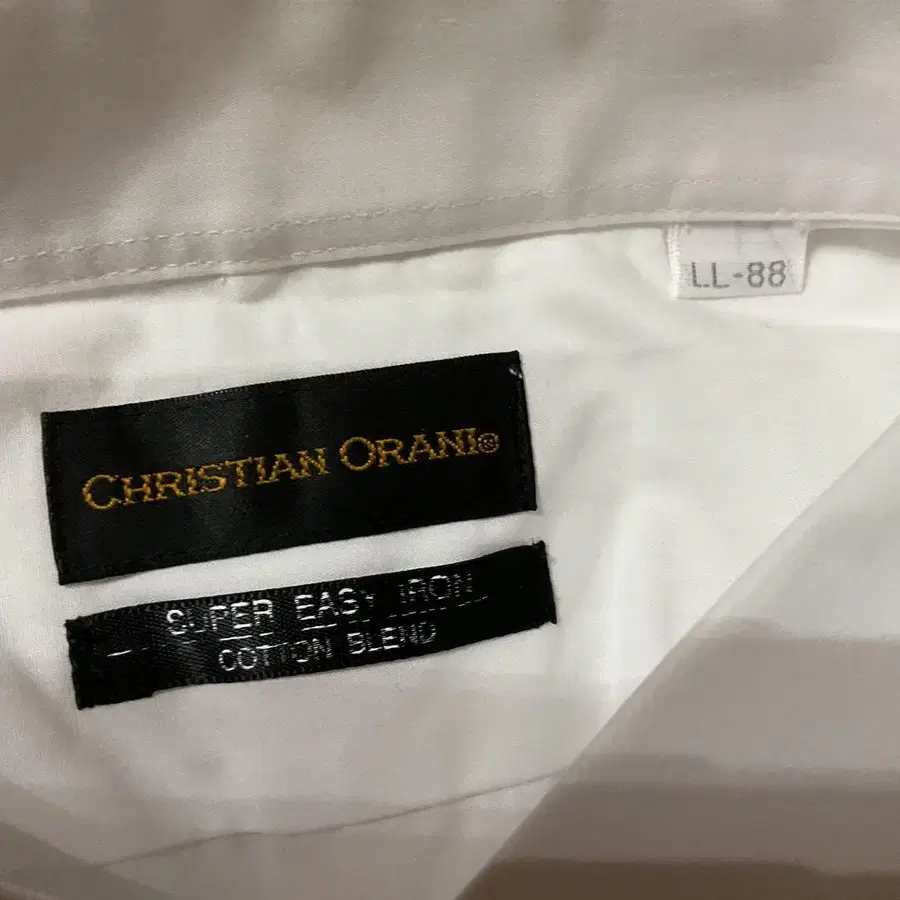 LL-88
CHRISTIAN ORANI®
SUPER EASY IRON
COTTON BLEND